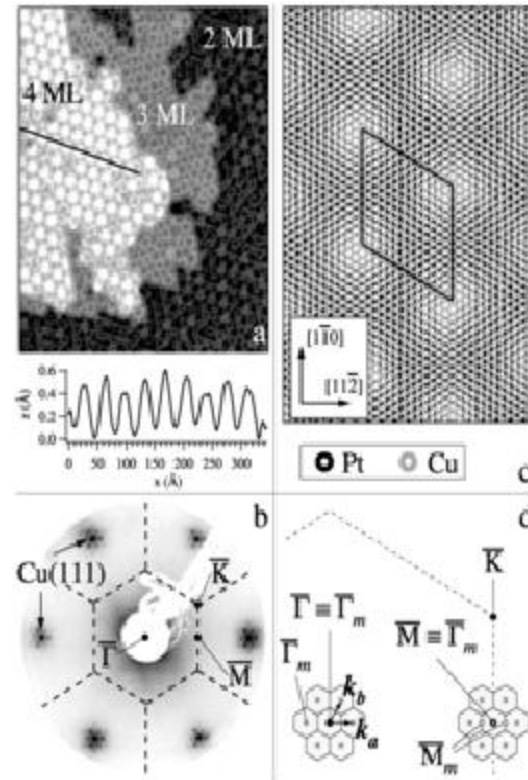 2 ML
4 ML
3 ML
a
z (Å)
0.6
0.4
0.2
0.0
0 50 100 150 200 250 300
x (Å)
[11̅0]
[112̅]
Pt Cu
c
b
Cu(111)
K̅
Γ̅
M̅
d
K̅
Γ̅ ≡ Γ̅m
M̅ ≡ Γ̅m
Γ̅m
kb
ka
M̅m